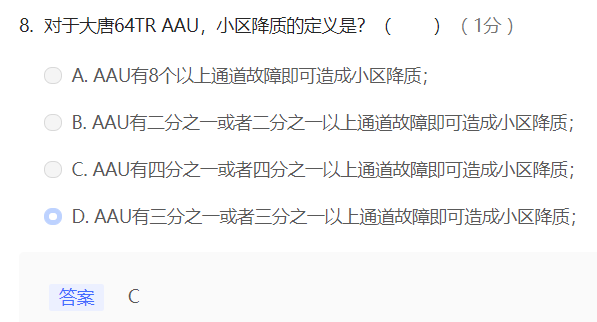 8. 对于大唐64TR AAU，小区降质的定义是？（　　）（ 1分 ）
A. AAU有8个以上通道故障即可造成小区降质；
B. AAU有二分之一或者二分之一以上通道故障即可造成小区降质；
C. AAU有四分之一或者四分之一以上通道故障即可造成小区降质；
D. AAU有三分之一或者三分之一以上通道故障即可造成小区降质；
答案 C